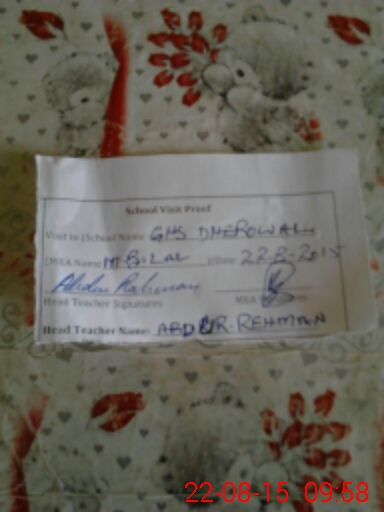 School Visit Proof
Visit to (School Name GHS DHEROWAL
(MEA Name: M BILAL Date: 22-8-2015
Abdur Rahman
Head Teacher Signatures MEA
Head Teacher Name: ABDUR-REHMAN
22-08-15 09:58